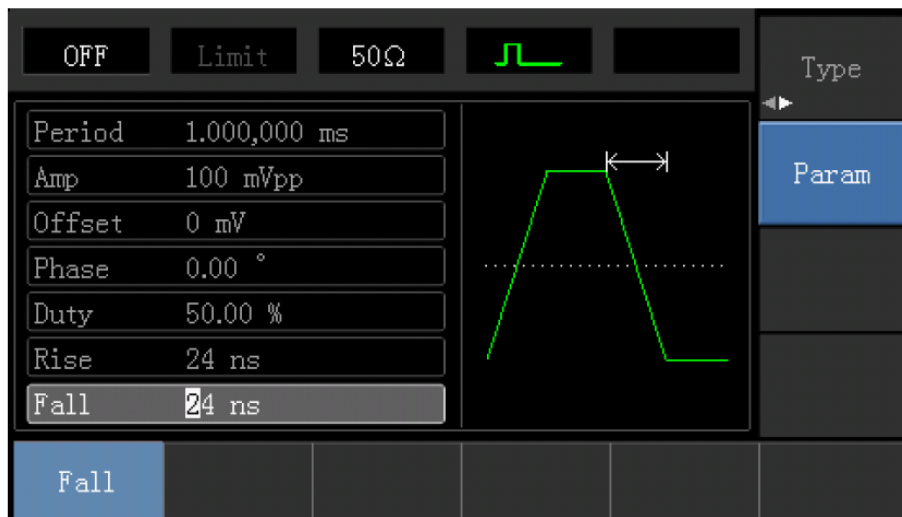 OFF Limit 50Ω
Type
Period 1.000,000 ms
Amp 100 mVpp
Param
Offset 0 mV
Phase 0.00 °
Duty 50.00 %
Rise 24 ns
Fall 24 ns
Fall